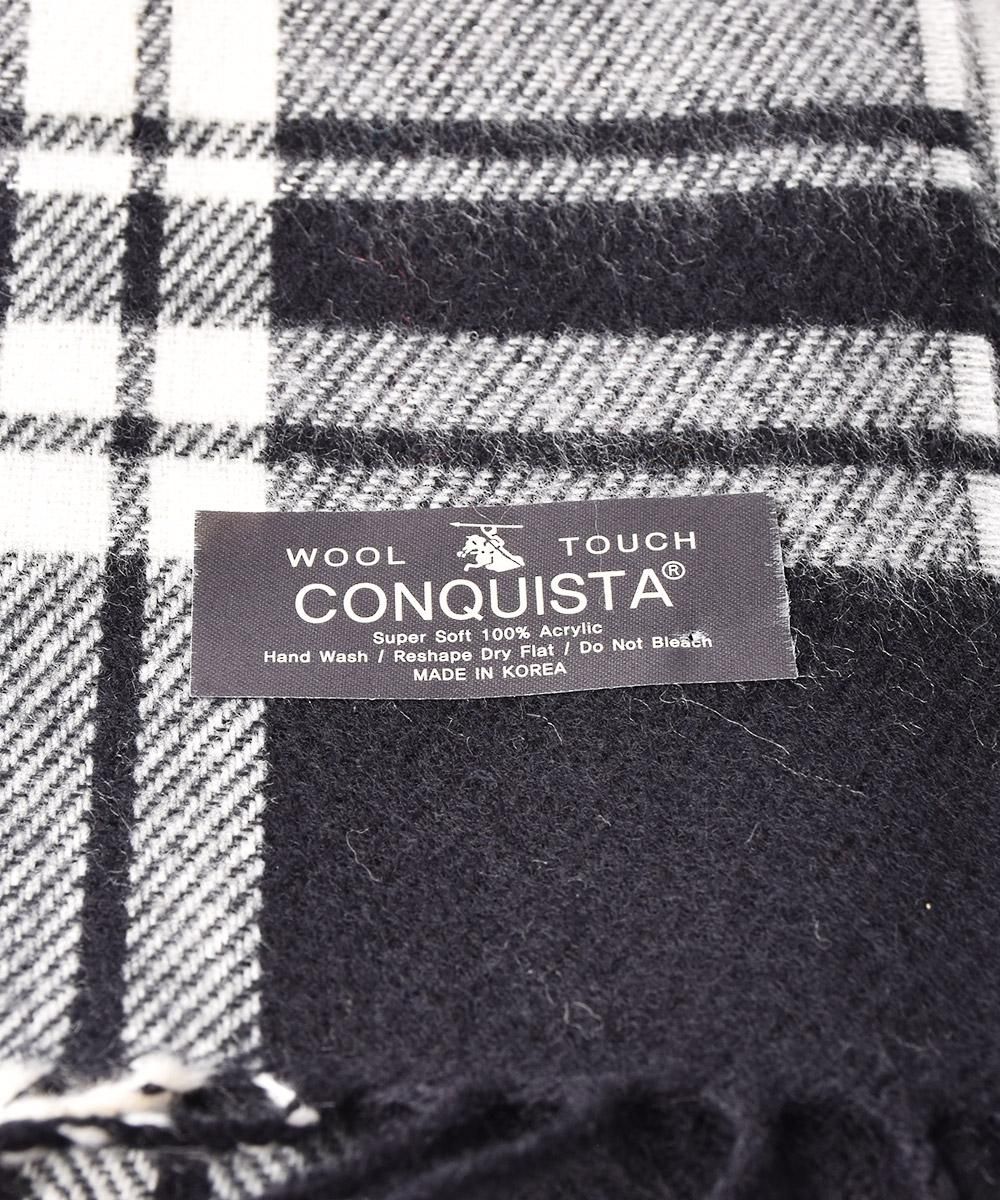 WOOL TOUCH
CONQUISTA®
Super Soft 100% Acrylic
Hand Wash / Reshape Dry Flat / Do Not Bleach
MADE IN KOREA